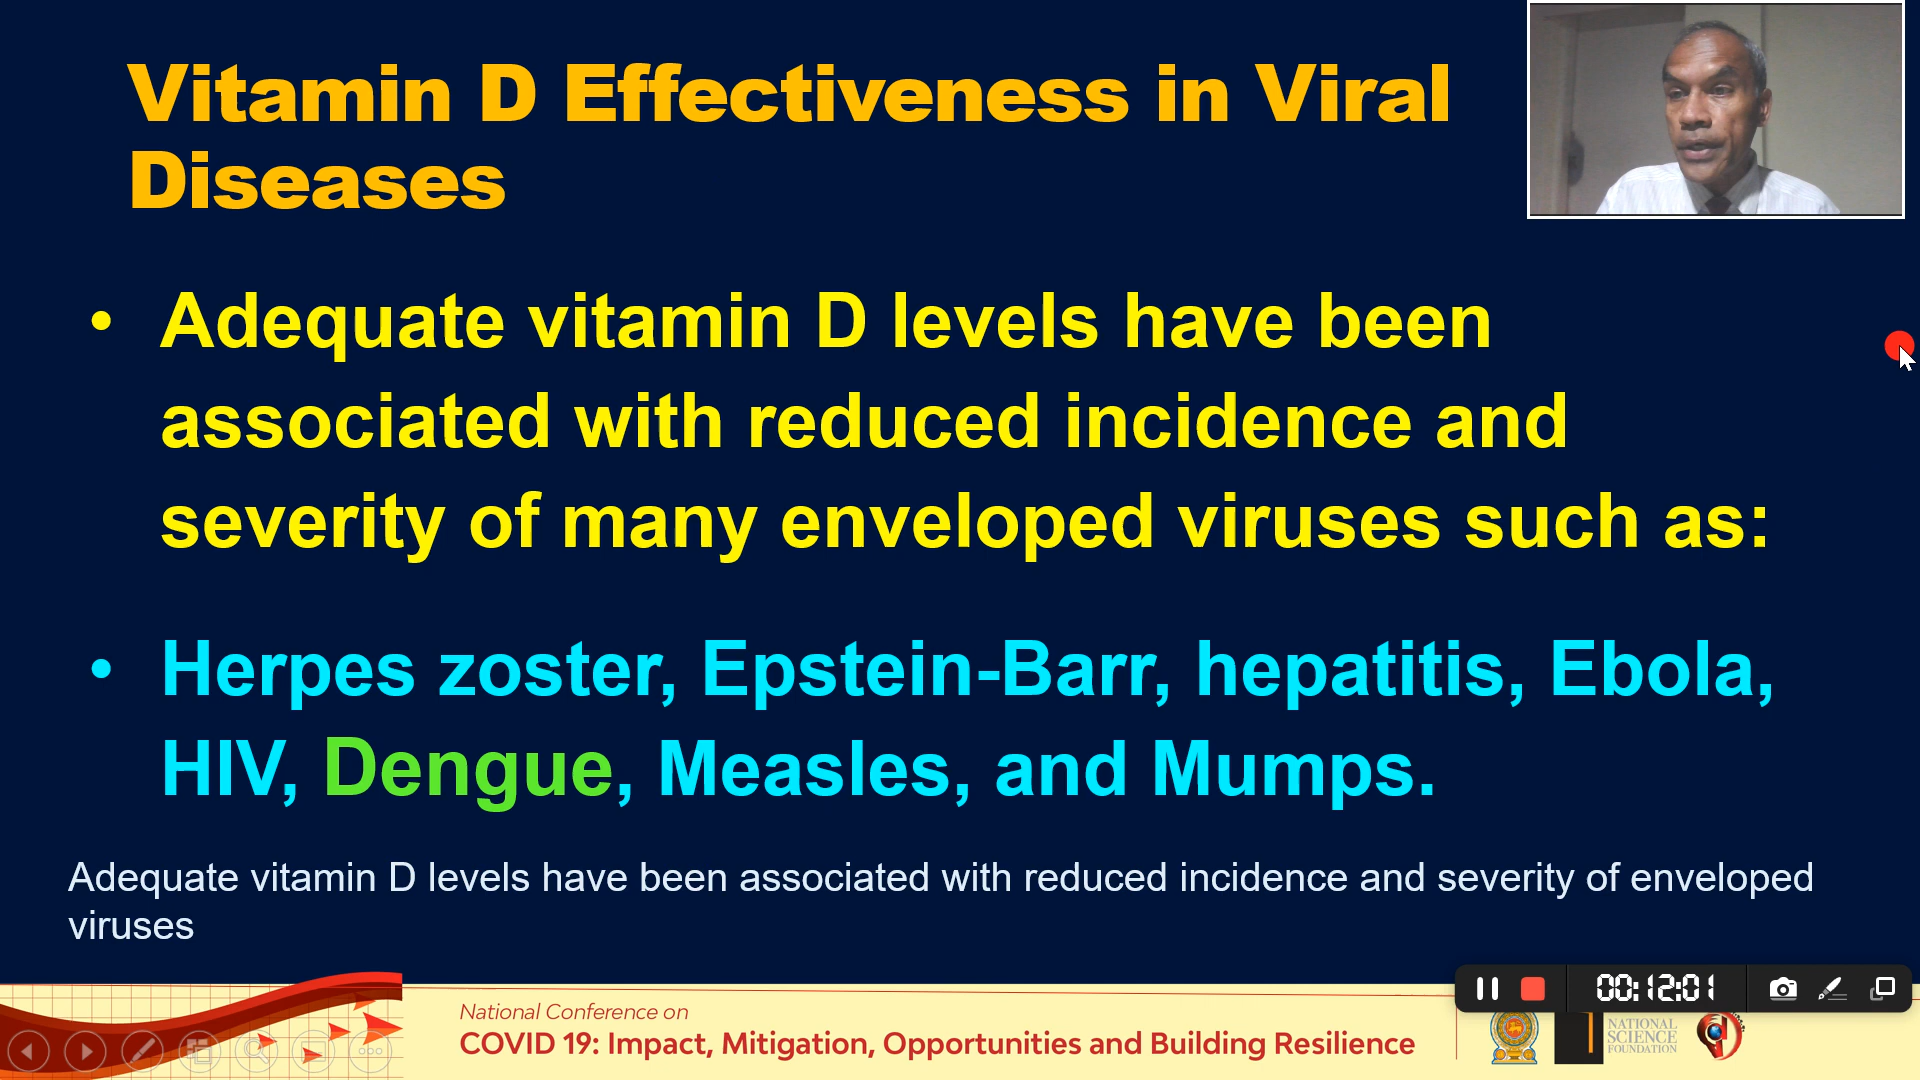 Vitamin D Effectiveness in Viral
Diseases
• Adequate vitamin D levels have been
associated with reduced incidence and
severity of many enveloped viruses such as:
• Herpes zoster, Epstein-Barr, hepatitis, Ebola,
HIV, Dengue, Measles, and Mumps.
Adequate vitamin D levels have been associated with reduced incidence and severity of enveloped
viruses
00:12:01
National Conference on
COVID 19: Impact, Mitigation, Opportunities and Building Resilience
NATIONAL
SCIENCE
FOUNDATION